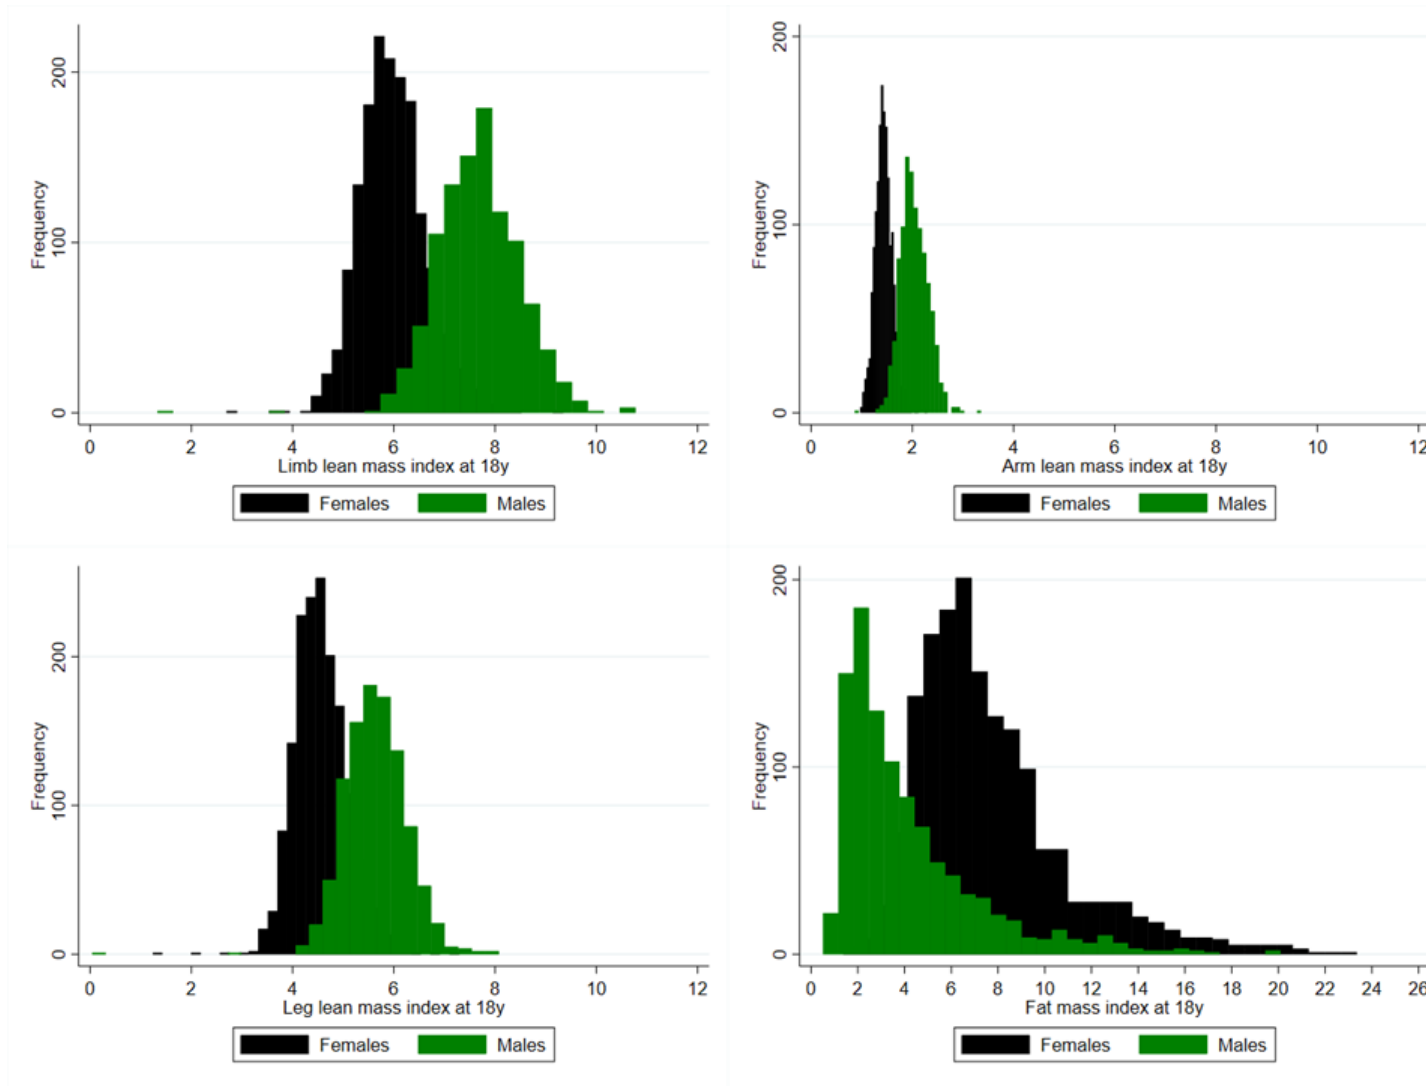 Frequency
200
100
0
0 2 4 6 8 10 12
Limb lean mass index at 18y
Females Males
Frequency
200
100
0
0 2 4 6 8 10 12
Arm lean mass index at 18y
Females Males
Frequency
200
100
0
0 2 4 6 8 10 12
Leg lean mass index at 18y
Females Males
Frequency
200
100
0
0 2 4 6 8 10 12 14 16 18 20 22 24 26
Fat mass index at 18y
Females Males